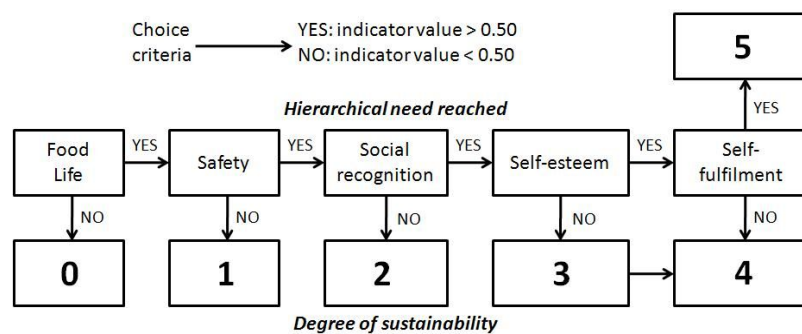 Choice
criteria
YES: indicator value > 0.50
NO: indicator value < 0.50
5
Hierarchical need reached
YES
Food
Life
YES
Safety
YES
Social
recognition
YES
Self-esteem
YES
Self-
fulfilment
NO
NO
NO
NO
NO
0
1
2
3
4
Degree of sustainability